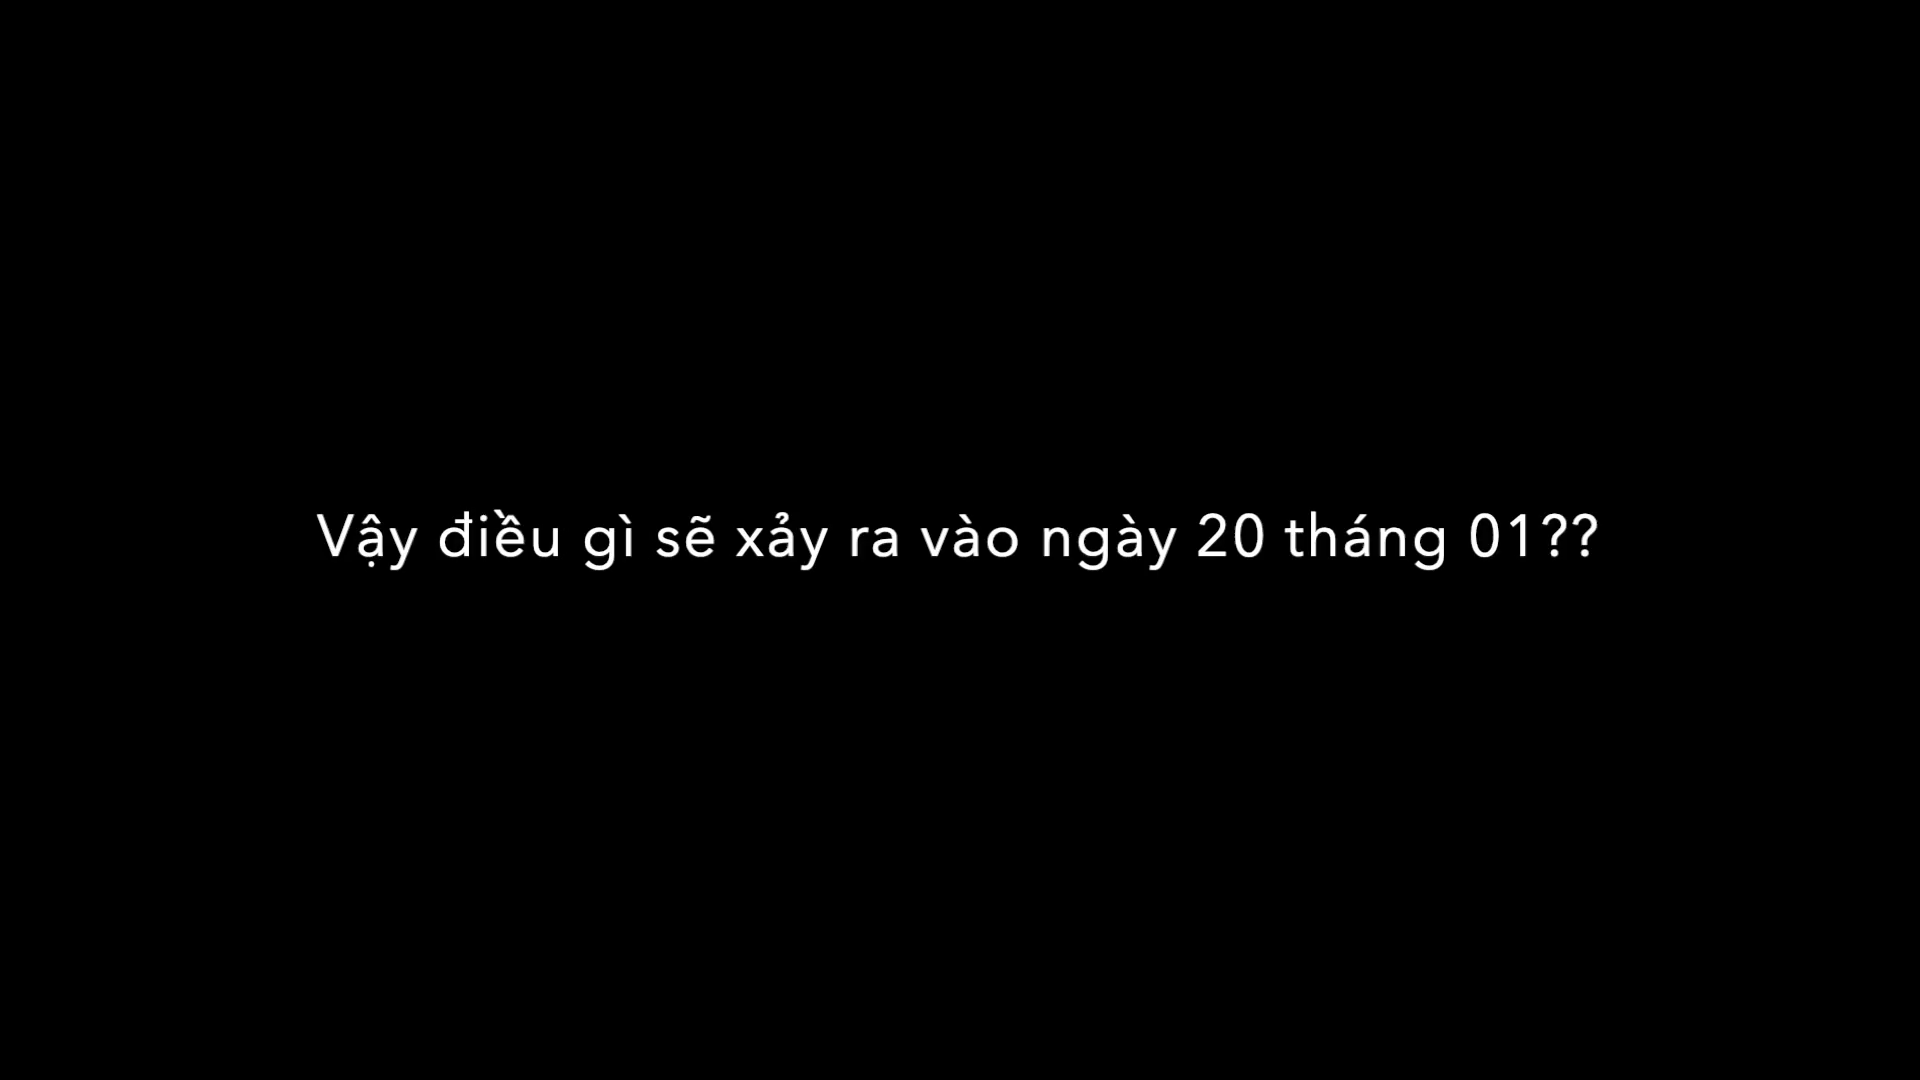 Vậy điều gì sẽ xảy ra vào ngày 20 tháng 01??